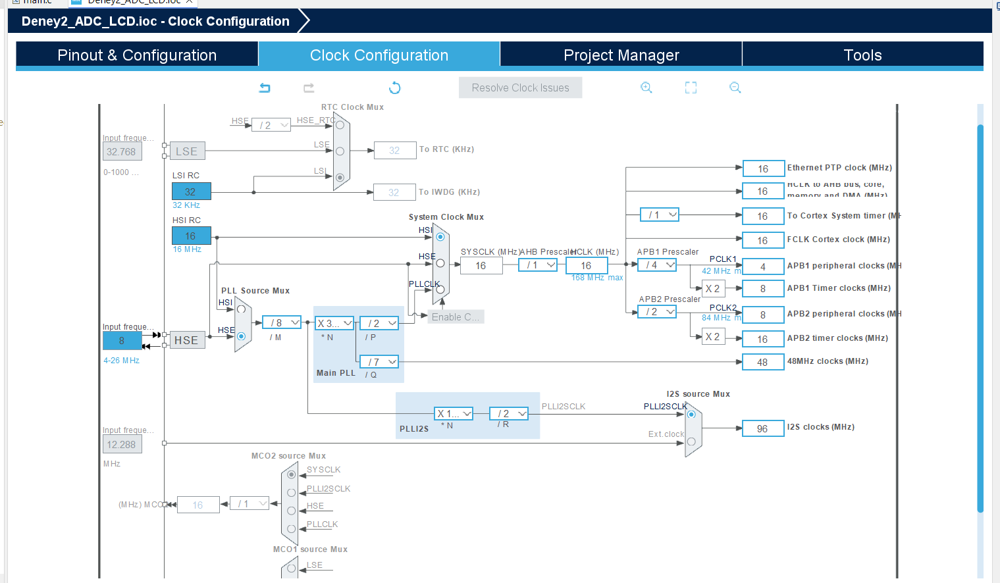 main.c
Deney2_ADC_LCD.ioc
Deney2_ADC_LCD.ioc - Clock Configuration
Pinout & Configuration
Clock Configuration
Project Manager
Tools
Resolve Clock Issues
RTC Clock Mux
HSE
/ 2
HSE_RTC
Input freque...
32.768
LSE
LSE
32
To RTC (KHz)
0-1000 ...
LSI RC
LSI
32
32
To IWDG (KHz)
32 KHz
HSI RC
16
16 MHz
System Clock Mux
HSI
HSE
PLLCLK
SYSCLK (MHz)
16
AHB Prescaler
/ 1
HCLK (MHz)
16
168 MHz max
16
Ethernet PTP clock (MHz)
16
HCLK to AHB bus, core,
memory and DMA (MHz)
/ 1
16
To Cortex System timer (MH
16
FCLK Cortex clock (MHz)
APB1 Prescaler
/ 4
PCLK1
42 MHz m
4
APB1 peripheral clocks (MH
X 2
8
APB1 Timer clocks (MHz)
APB2 Prescaler
/ 2
PCLK2
84 MHz m
8
APB2 peripheral clocks (MH
X 2
16
APB2 timer clocks (MHz)
48
48MHz clocks (MHz)
PLL Source Mux
HSI
HSE
Input freque...
8
HSE
4-26 MHz
/ 8
/ M
X 3...
* N
/ 2
/ P
/ 7
/ Q
Main PLL
Enable C...
PLLI2S
X 1...
* N
/ 2
/ R
PLLI2SCLK
I2S source Mux
PLLI2SCLK
Ext.clock
96
I2S clocks (MHz)
Input freque...
12.288
MHz
MCO2 source Mux
SYSCLK
PLLI2SCLK
HSE
PLLCLK
(MHz) MCO2
16
/ 1
MCO1 source Mux
LSE